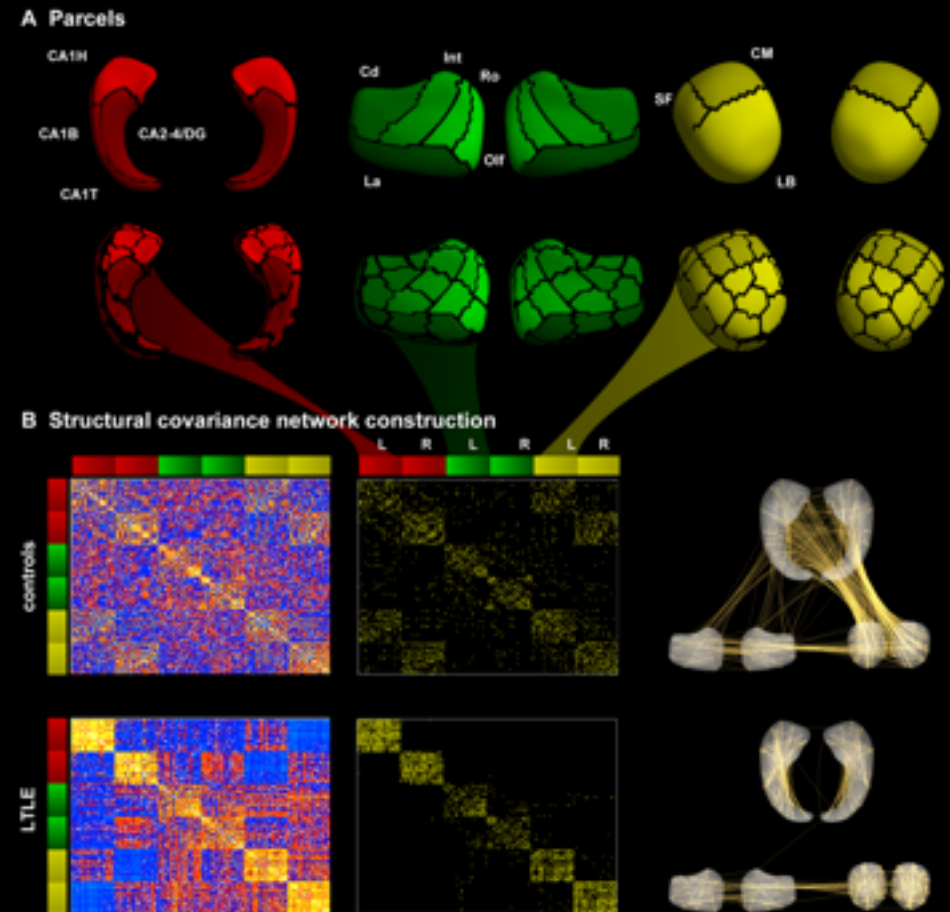 A Parcels
CA1H
Cd
Int
Ro
CM
SF
CA1B
CA2-4/DG
Olf
La
LB
CA1T
B Structural covariance network construction
L R L R L R
controls
LTLE